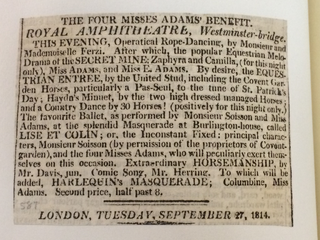 THE FOUR MISSES ADAMS' BENEFIT.
ROYAL AMPHITHEATRE, Westminster-bridge.
THIS EVENING, Operatical Rope-Dancing, by Monsieur and
Mademoiselle Ferzi. After which, the popular Equestrian Melo-
Drama of the SECRET MINE; Zaphyra and Camilla, (for this night
only), Miss Adams, and Miss E. Adams. By desire, the EQUES-
TRIAN ENTREE, by the United Stud, including the Covent Gar-
den Horses, particularly a Pas-Seul, to the tune of St. Patrick's
Day; Haydn's Minuet, by the two high dressed managed Horses;
and a Country Dance by 30 Horses! (positively for this night only.)
The favourite Ballet, as performed by Monsieur Soisson and Miss
Adams, at the splendid Masquerade at Burlington-house, called
LISE ET COLIN; or, the Inconstant Fixed: principal charac-
ters, Monsieur Soisson (by permission of the proprietors of Covent-
garden), and the four Misses Adams, who will peculiarly exert them-
selves on this occasion. Extraordinary HORSEMANSHIP, by
Mr. Davis, jun. Comic Song, Mr. Herring. To which will be
added, HARLEQUIN'S MASQUERADE; Columbine, Miss
Adams. Second price, half past 8.
LONDON, TUESDAY, SEPTEMBER 27, 1814.